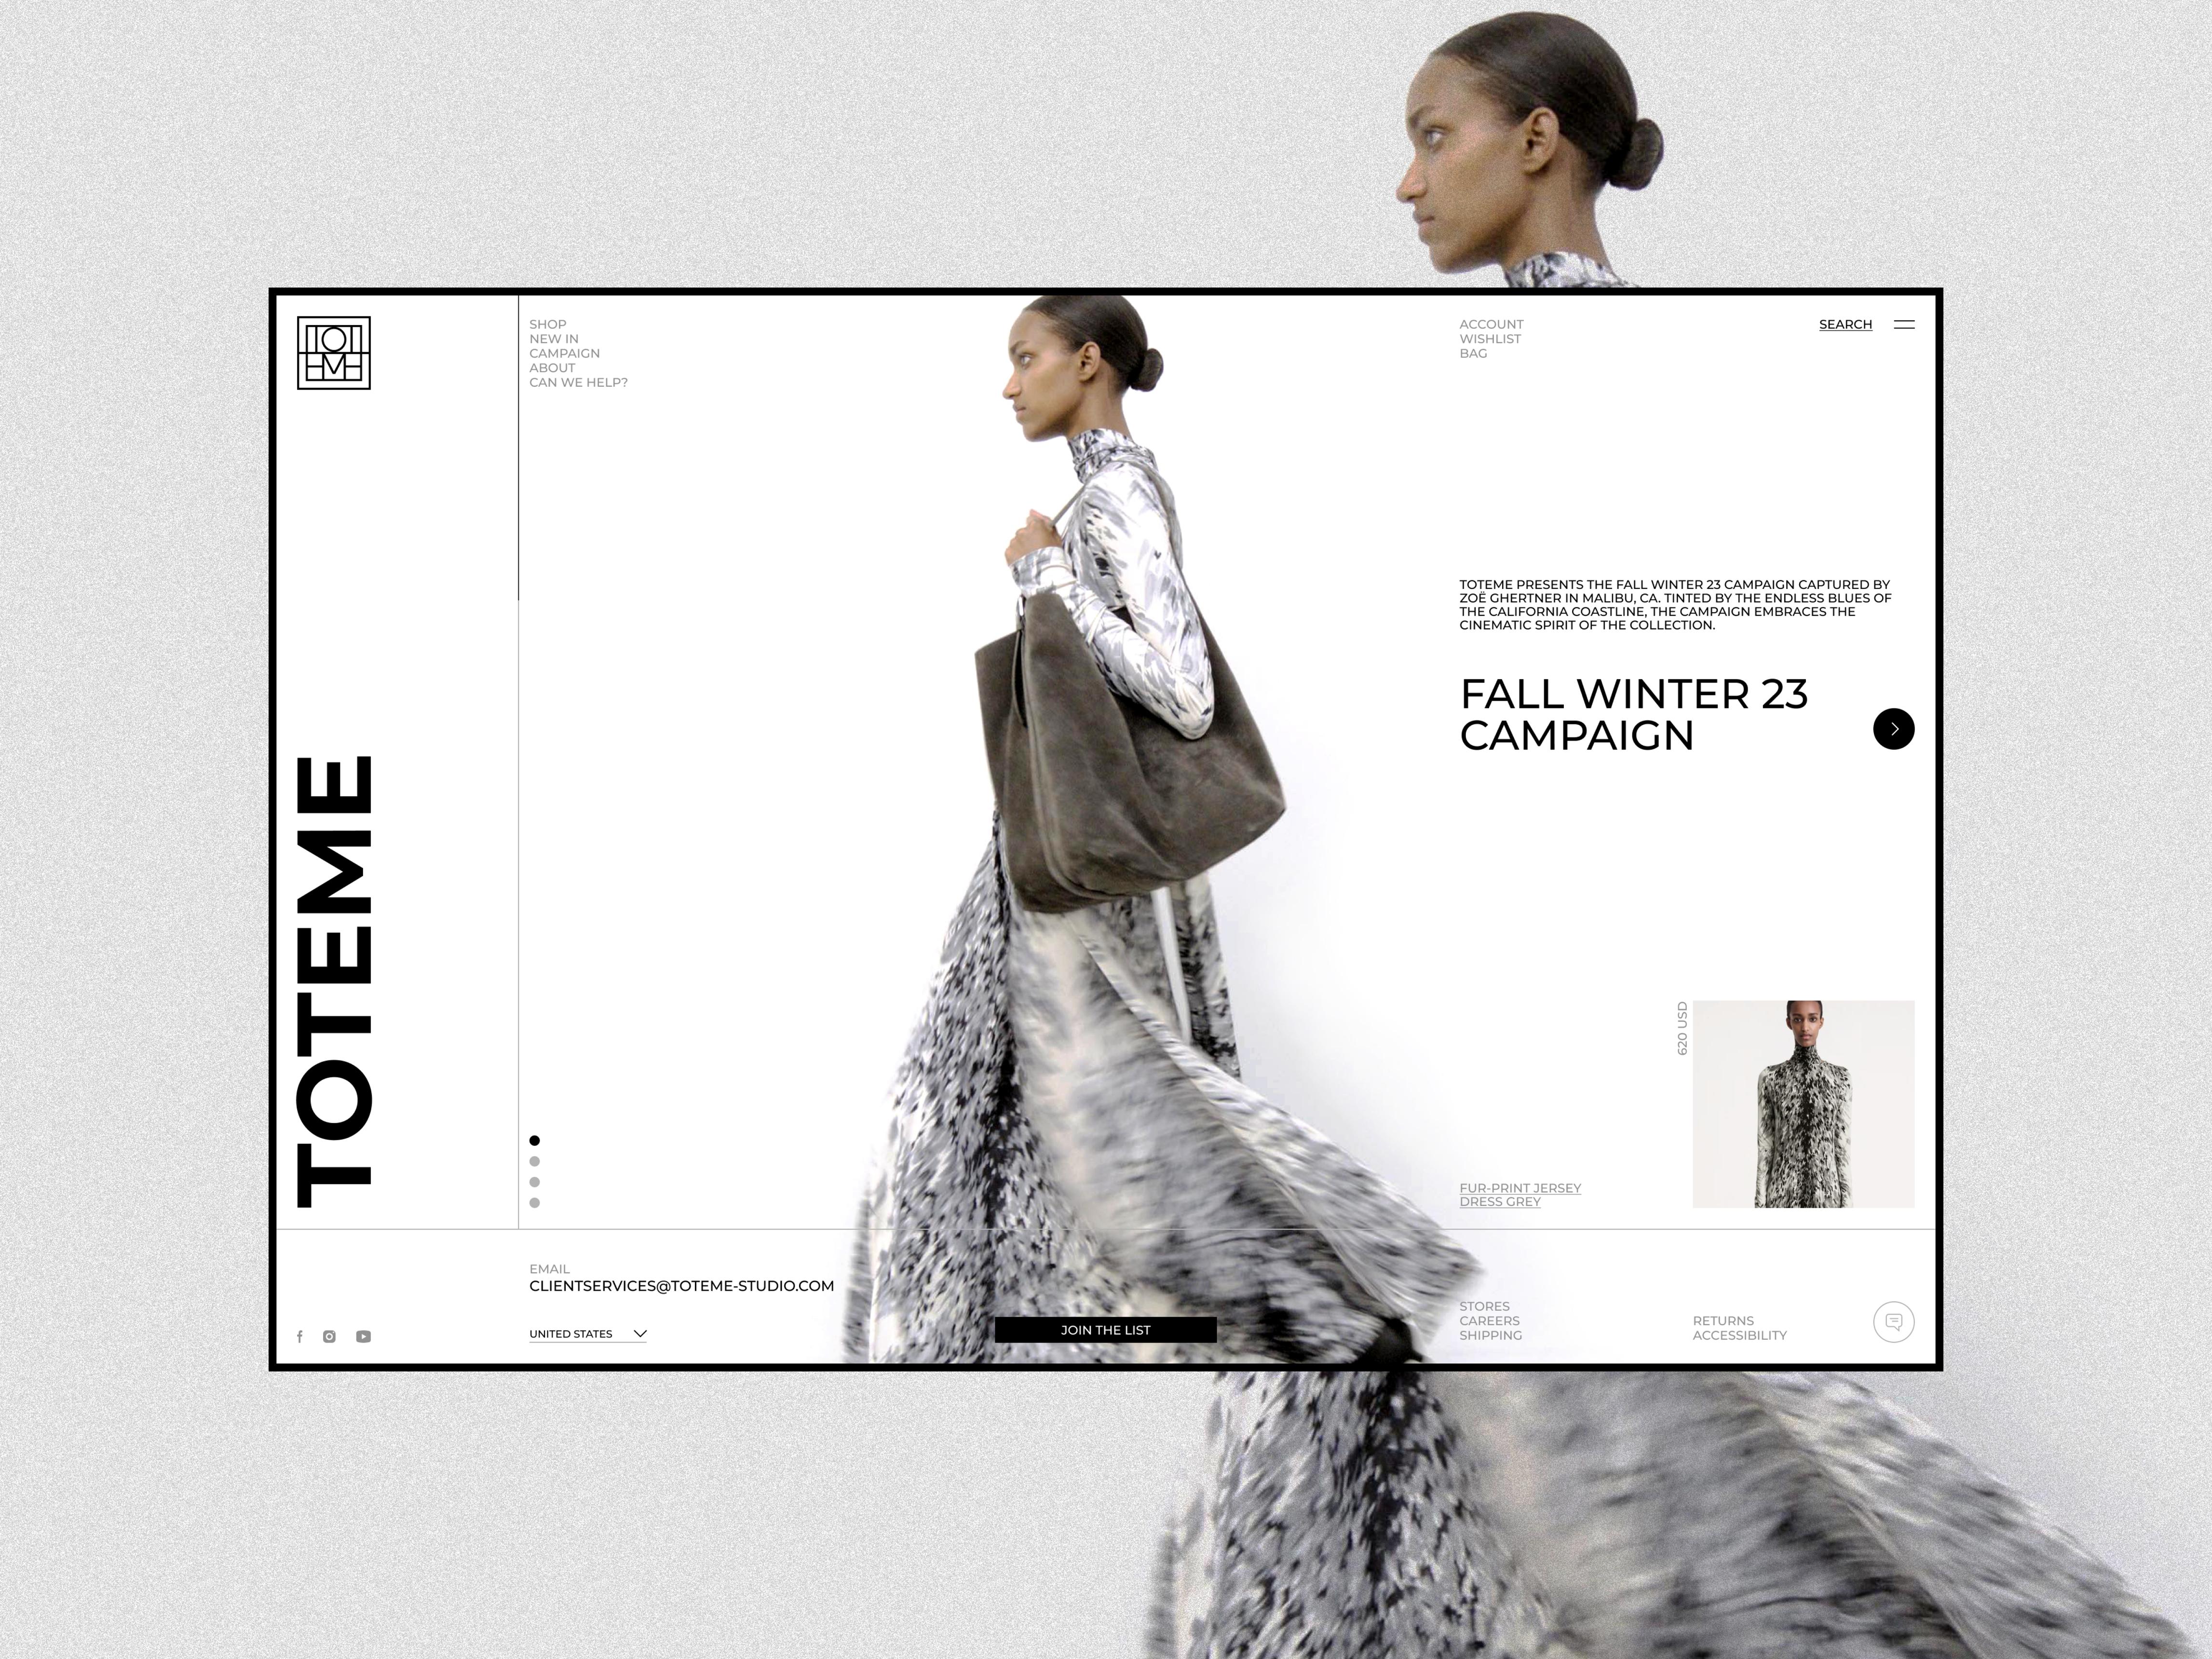 SHOP
NEW IN
CAMPAIGN
ABOUT
CAN WE HELP?
ACCOUNT
WISHLIST
BAG
SEARCH
TOTEME
TOTEME PRESENTS THE FALL WINTER 23 CAMPAIGN CAPTURED BY
ZOË GHERTNER IN MALIBU, CA. TINTED BY THE ENDLESS BLUES OF
THE CALIFORNIA COASTLINE, THE CAMPAIGN EMBRACES THE
CINEMATIC SPIRIT OF THE COLLECTION.
FALL WINTER 23
CAMPAIGN
620 USD
FUR-PRINT JERSEY
DRESS GREY
EMAIL
CLIENTSERVICES@TOTEME-STUDIO.COM
UNITED STATES
JOIN THE LIST
STORES
CAREERS
SHIPPING
RETURNS
ACCESSIBILITY